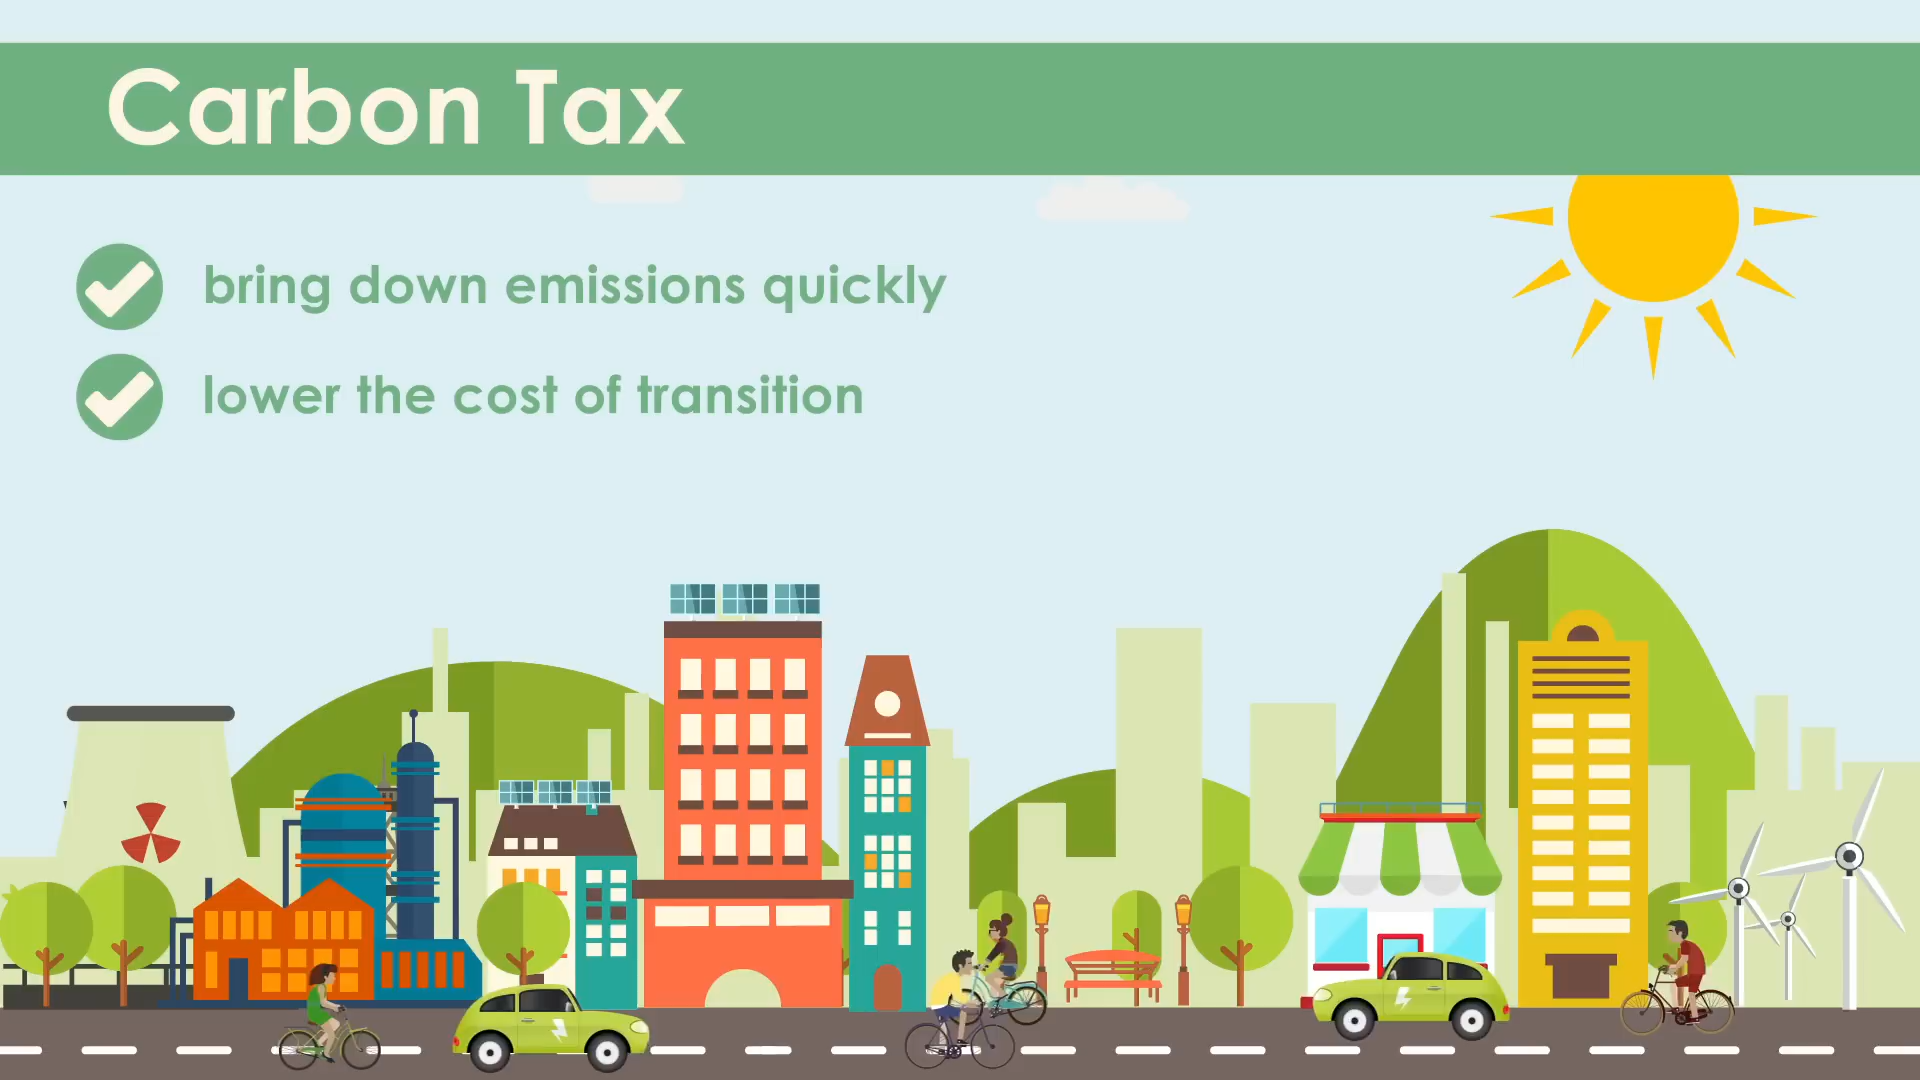 Carbon Tax
bring down emissions quickly
lower the cost of transition